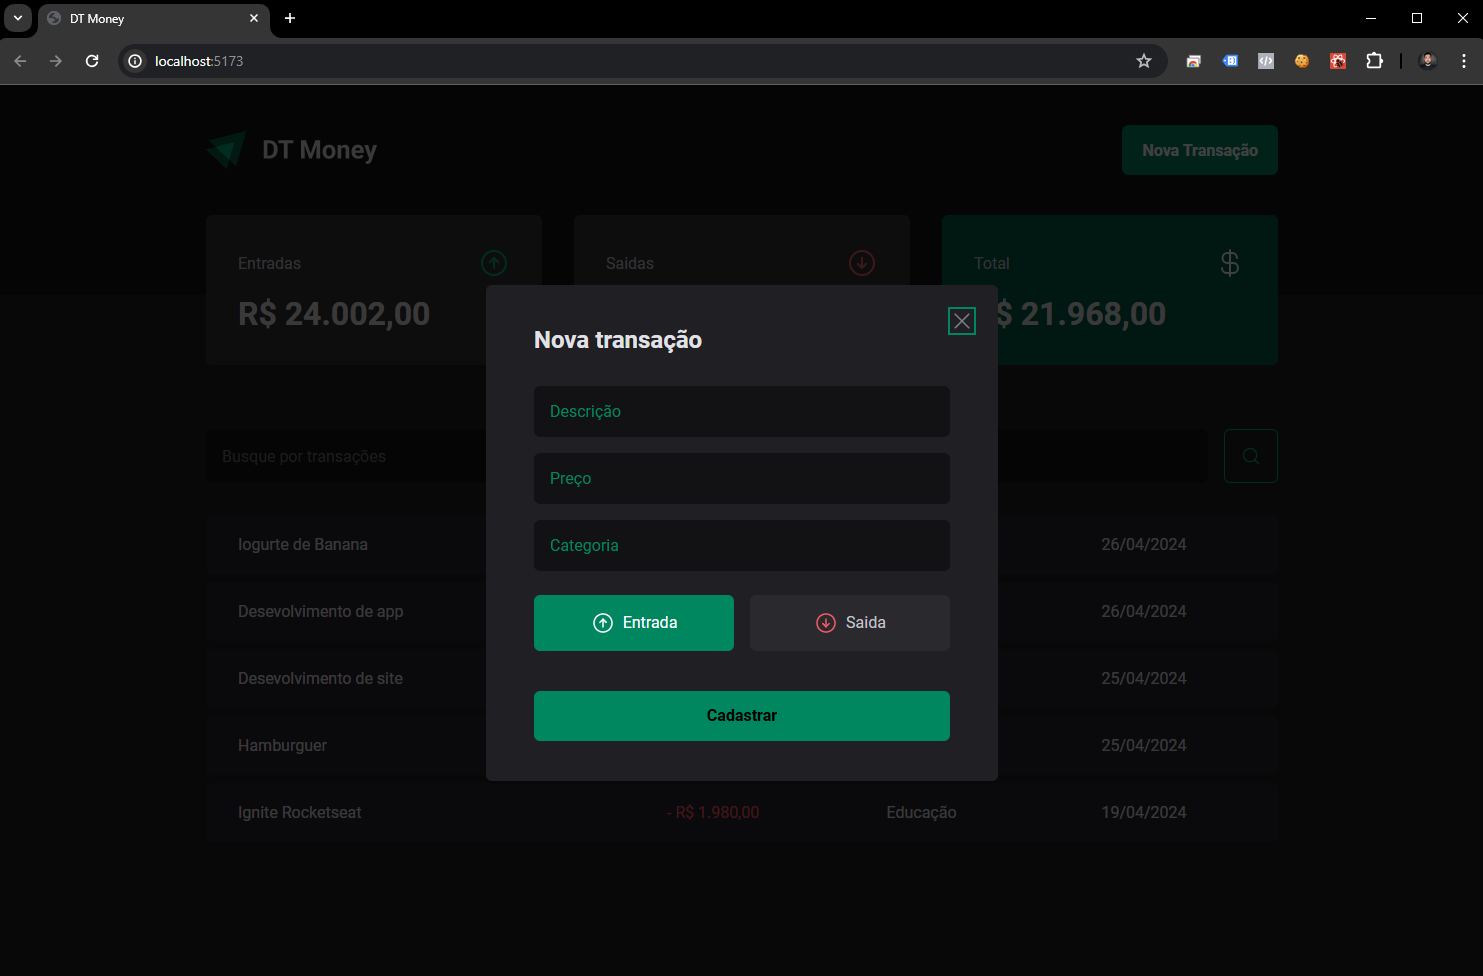 DT Money
localhost:5173
DT Money
Nova Transação
Entradas
R$ 24.002,00
Saídas
Total
$ 21.968,00
Nova transação
Descrição
Preço
Categoria
Entrada
Saida
Cadastrar
Busque por transações
Iogurte de Banana
26/04/2024
Desevolvimento de app
26/04/2024
Desevolvimento de site
25/04/2024
Hamburguer
25/04/2024
Ignite Rocketseat
- R$ 1.980,00
Educação
19/04/2024